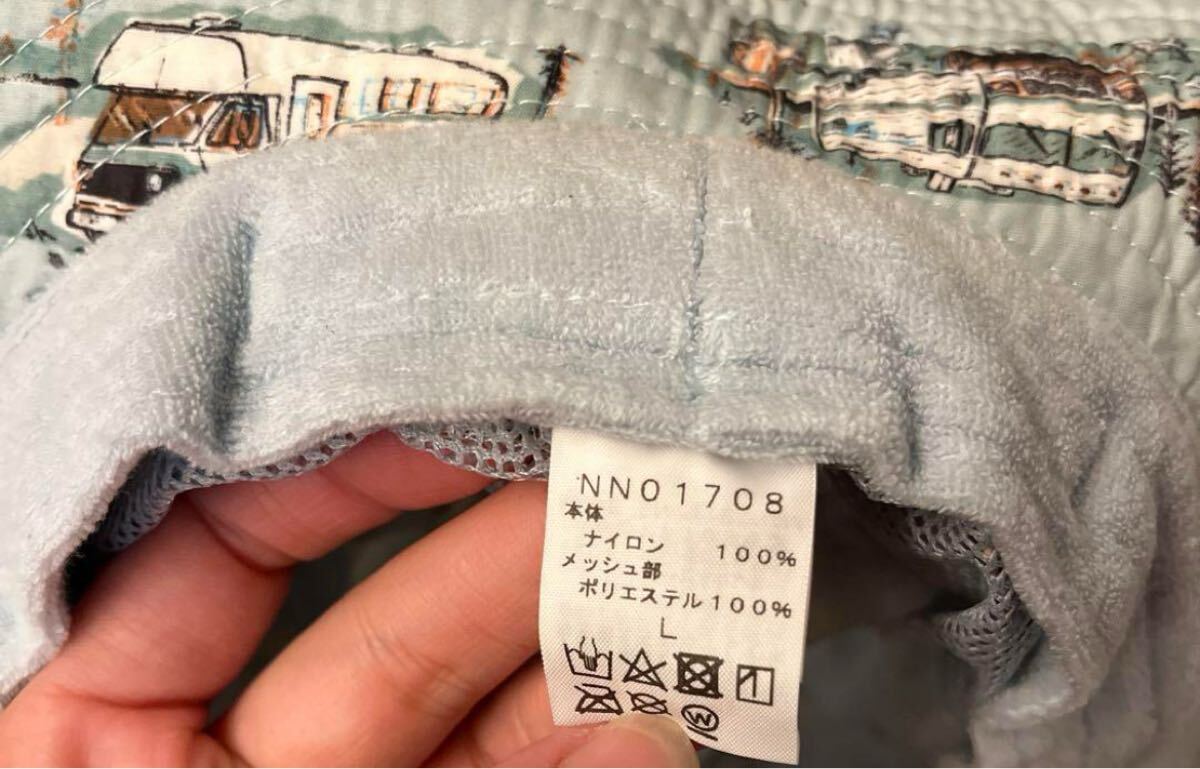 NN01708
本体
ナイロン 100%
メッシュ部
ポリエステル100%
L
W